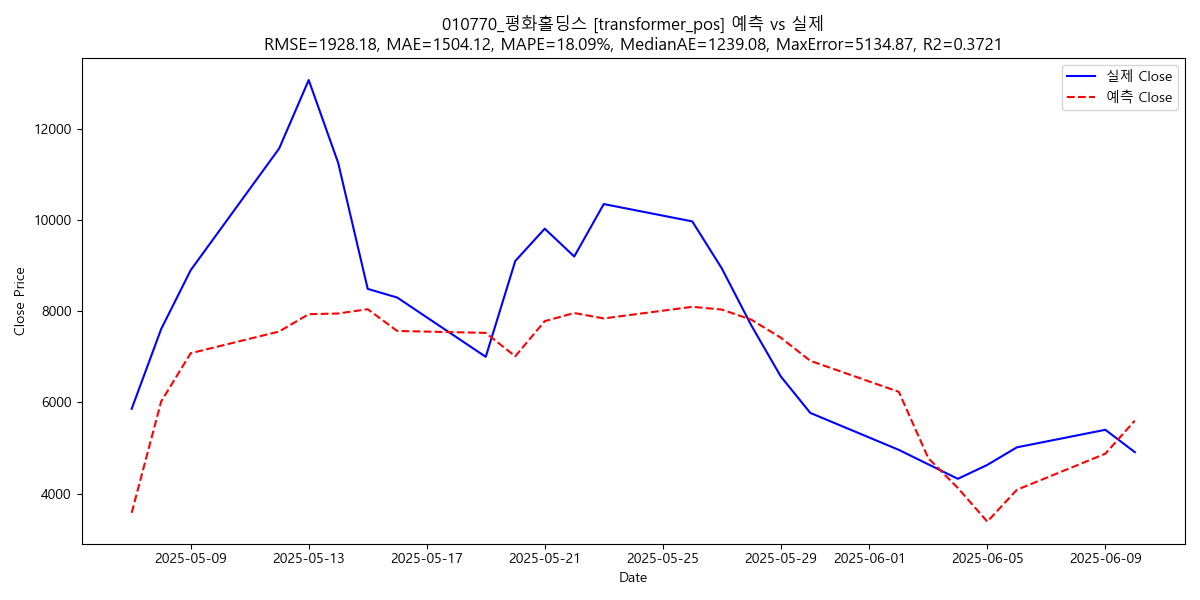 010770_평화홀딩스 [transformer_pos] 예측 vs 실제
RMSE=1928.18, MAE=1504.12, MAPE=18.09%, MedianAE=1239.08, MaxError=5134.87, R2=0.3721
실제 Close
예측 Close
12000
10000
8000
6000
4000
Close Price
2025-05-09 2025-05-13 2025-05-17 2025-05-21 2025-05-25 2025-05-29 2025-06-01 2025-06-05 2025-06-09
Date